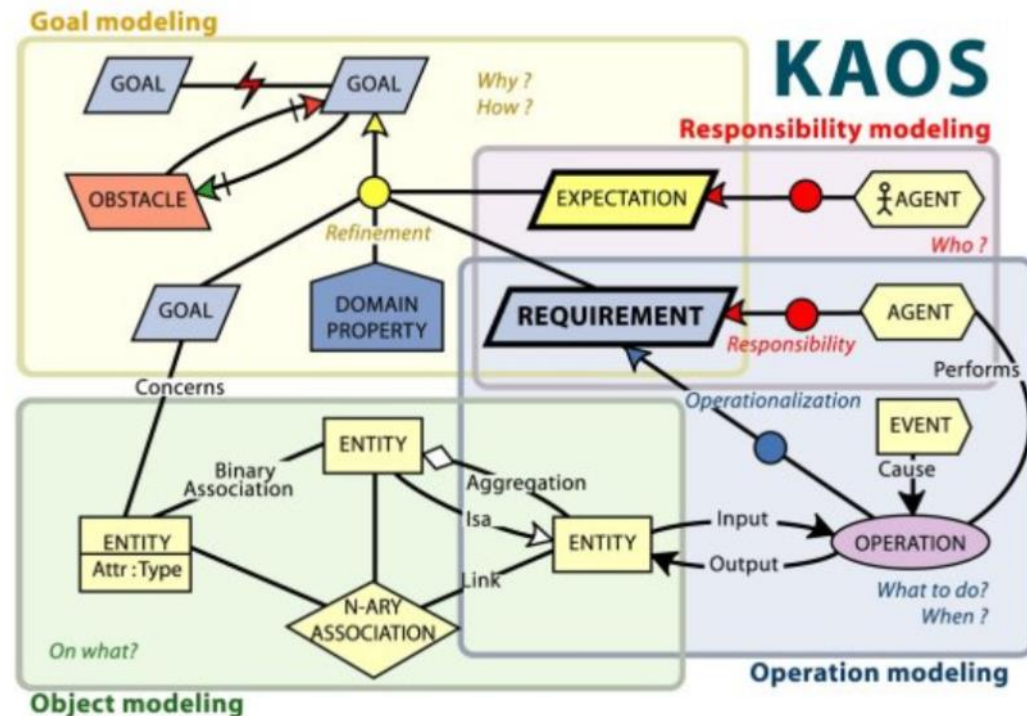 Goal modeling
KAOS
GOAL
GOAL
Why ?
How ?
Responsibility modeling
OBSTACLE
EXPECTATION
AGENT
Refinement
Who ?
GOAL
DOMAIN
PROPERTY
REQUIREMENT
AGENT
Responsibility
Performs
Concerns
Operationalization
EVENT
Cause
ENTITY
Binary
Association
Aggregation
Isa
ENTITY
Attr : Type
ENTITY
Input
Output
OPERATION
Link
N-ARY
ASSOCIATION
What to do?
When ?
On what?
Operation modeling
Object modeling